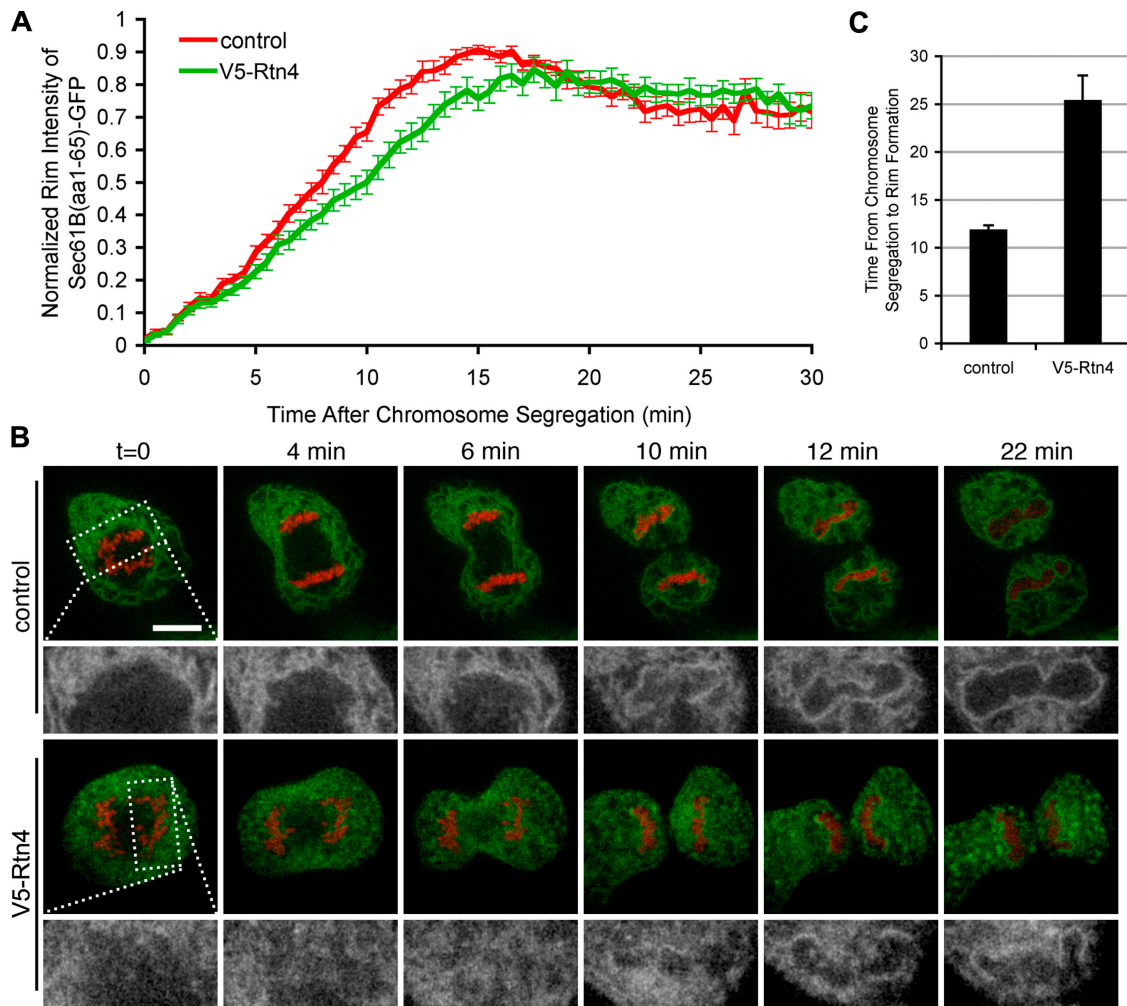 A
Normalized Rim Intensity of
Sec61B(aa1-65)-GFP
1
0.9
0.8
0.7
0.6
0.5
0.4
0.3
0.2
0.1
0
control
V5-Rtn4
0 5 10 15 20 25 30
Time After Chromosome Segregation (min)
C
Time From Chromosome
Segregation to Rim Formation
30
25
20
15
10
5
0
control V5-Rtn4
B
t=0 4 min 6 min 10 min 12 min 22 min
control
V5-Rtn4